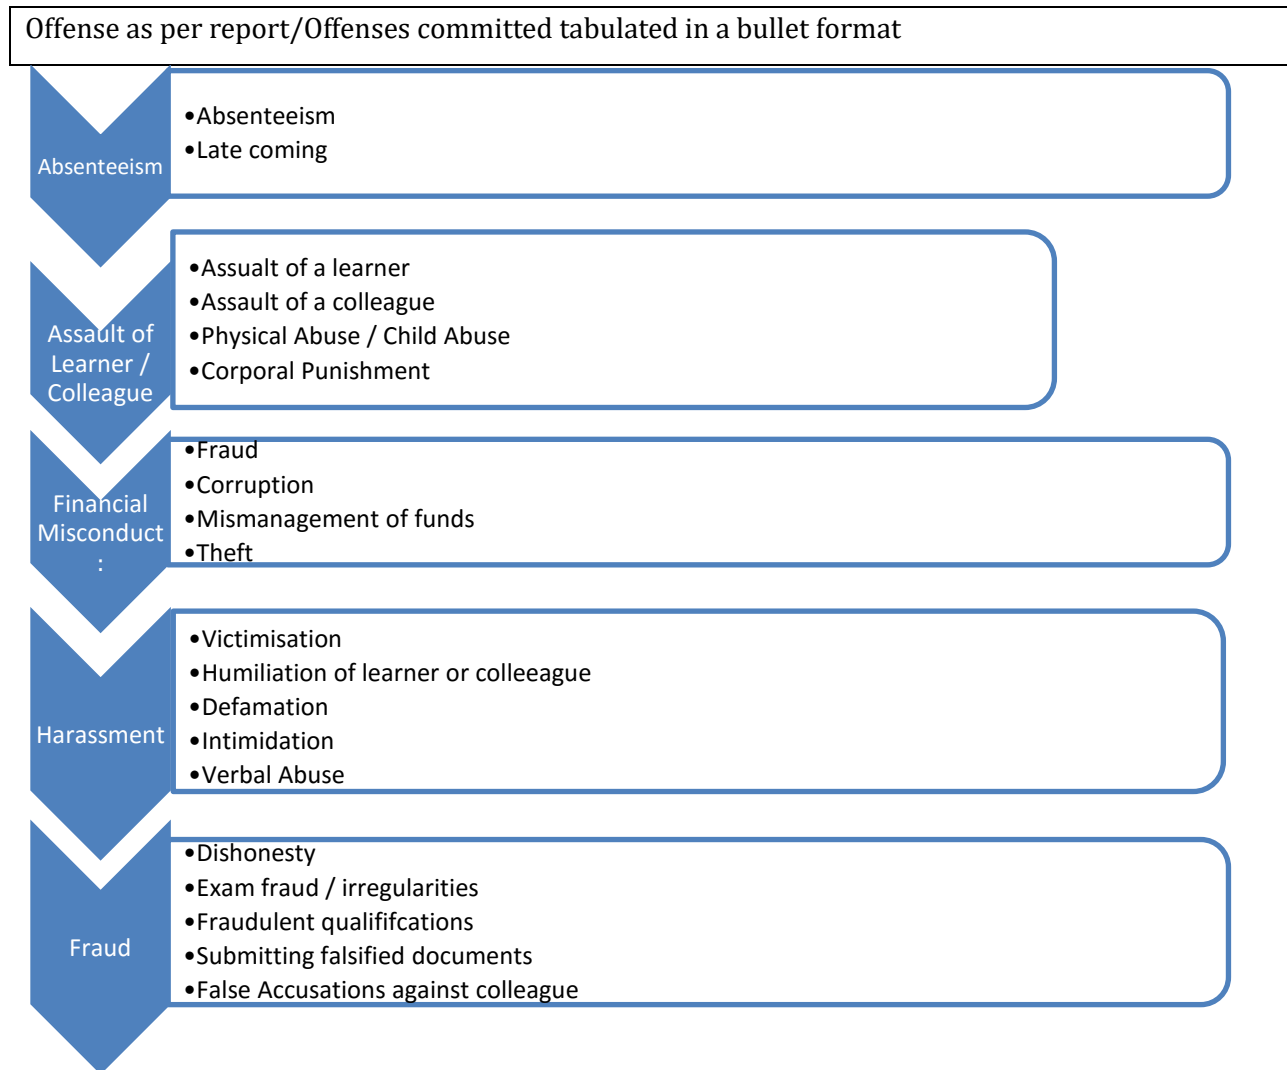 Offense as per report/Offenses committed tabulated in a bullet format
Absenteeism
•Absenteeism
•Late coming
Assault of
Learner /
Colleague
•Assualt of a learner
•Assault of a colleague
•Physical Abuse / Child Abuse
•Corporal Punishment
Financial
Misconduct
:
•Fraud
•Corruption
•Mismanagement of funds
•Theft
Harassment
•Victimisation
•Humiliation of learner or colleeague
•Defamation
•Intimidation
•Verbal Abuse
Fraud
•Dishonesty
•Exam fraud / irregularities
•Fraudulent qualififcations
•Submitting falsified documents
•False Accusations against colleague